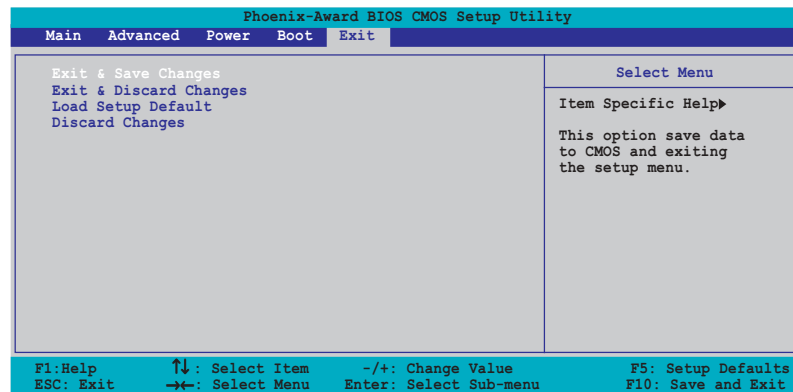 Phoenix-Award BIOS CMOS Setup Utility
Main Advanced Power Boot Exit
Exit & Save Changes
Exit & Discard Changes
Load Setup Default
Discard Changes
Select Menu
Item Specific Help▶
This option save data
to CMOS and exiting
the setup menu.
F1:Help ↑↓: Select Item -/+: Change Value F5: Setup Defaults
ESC: Exit →←: Select Menu Enter: Select Sub-menu F10: Save and Exit